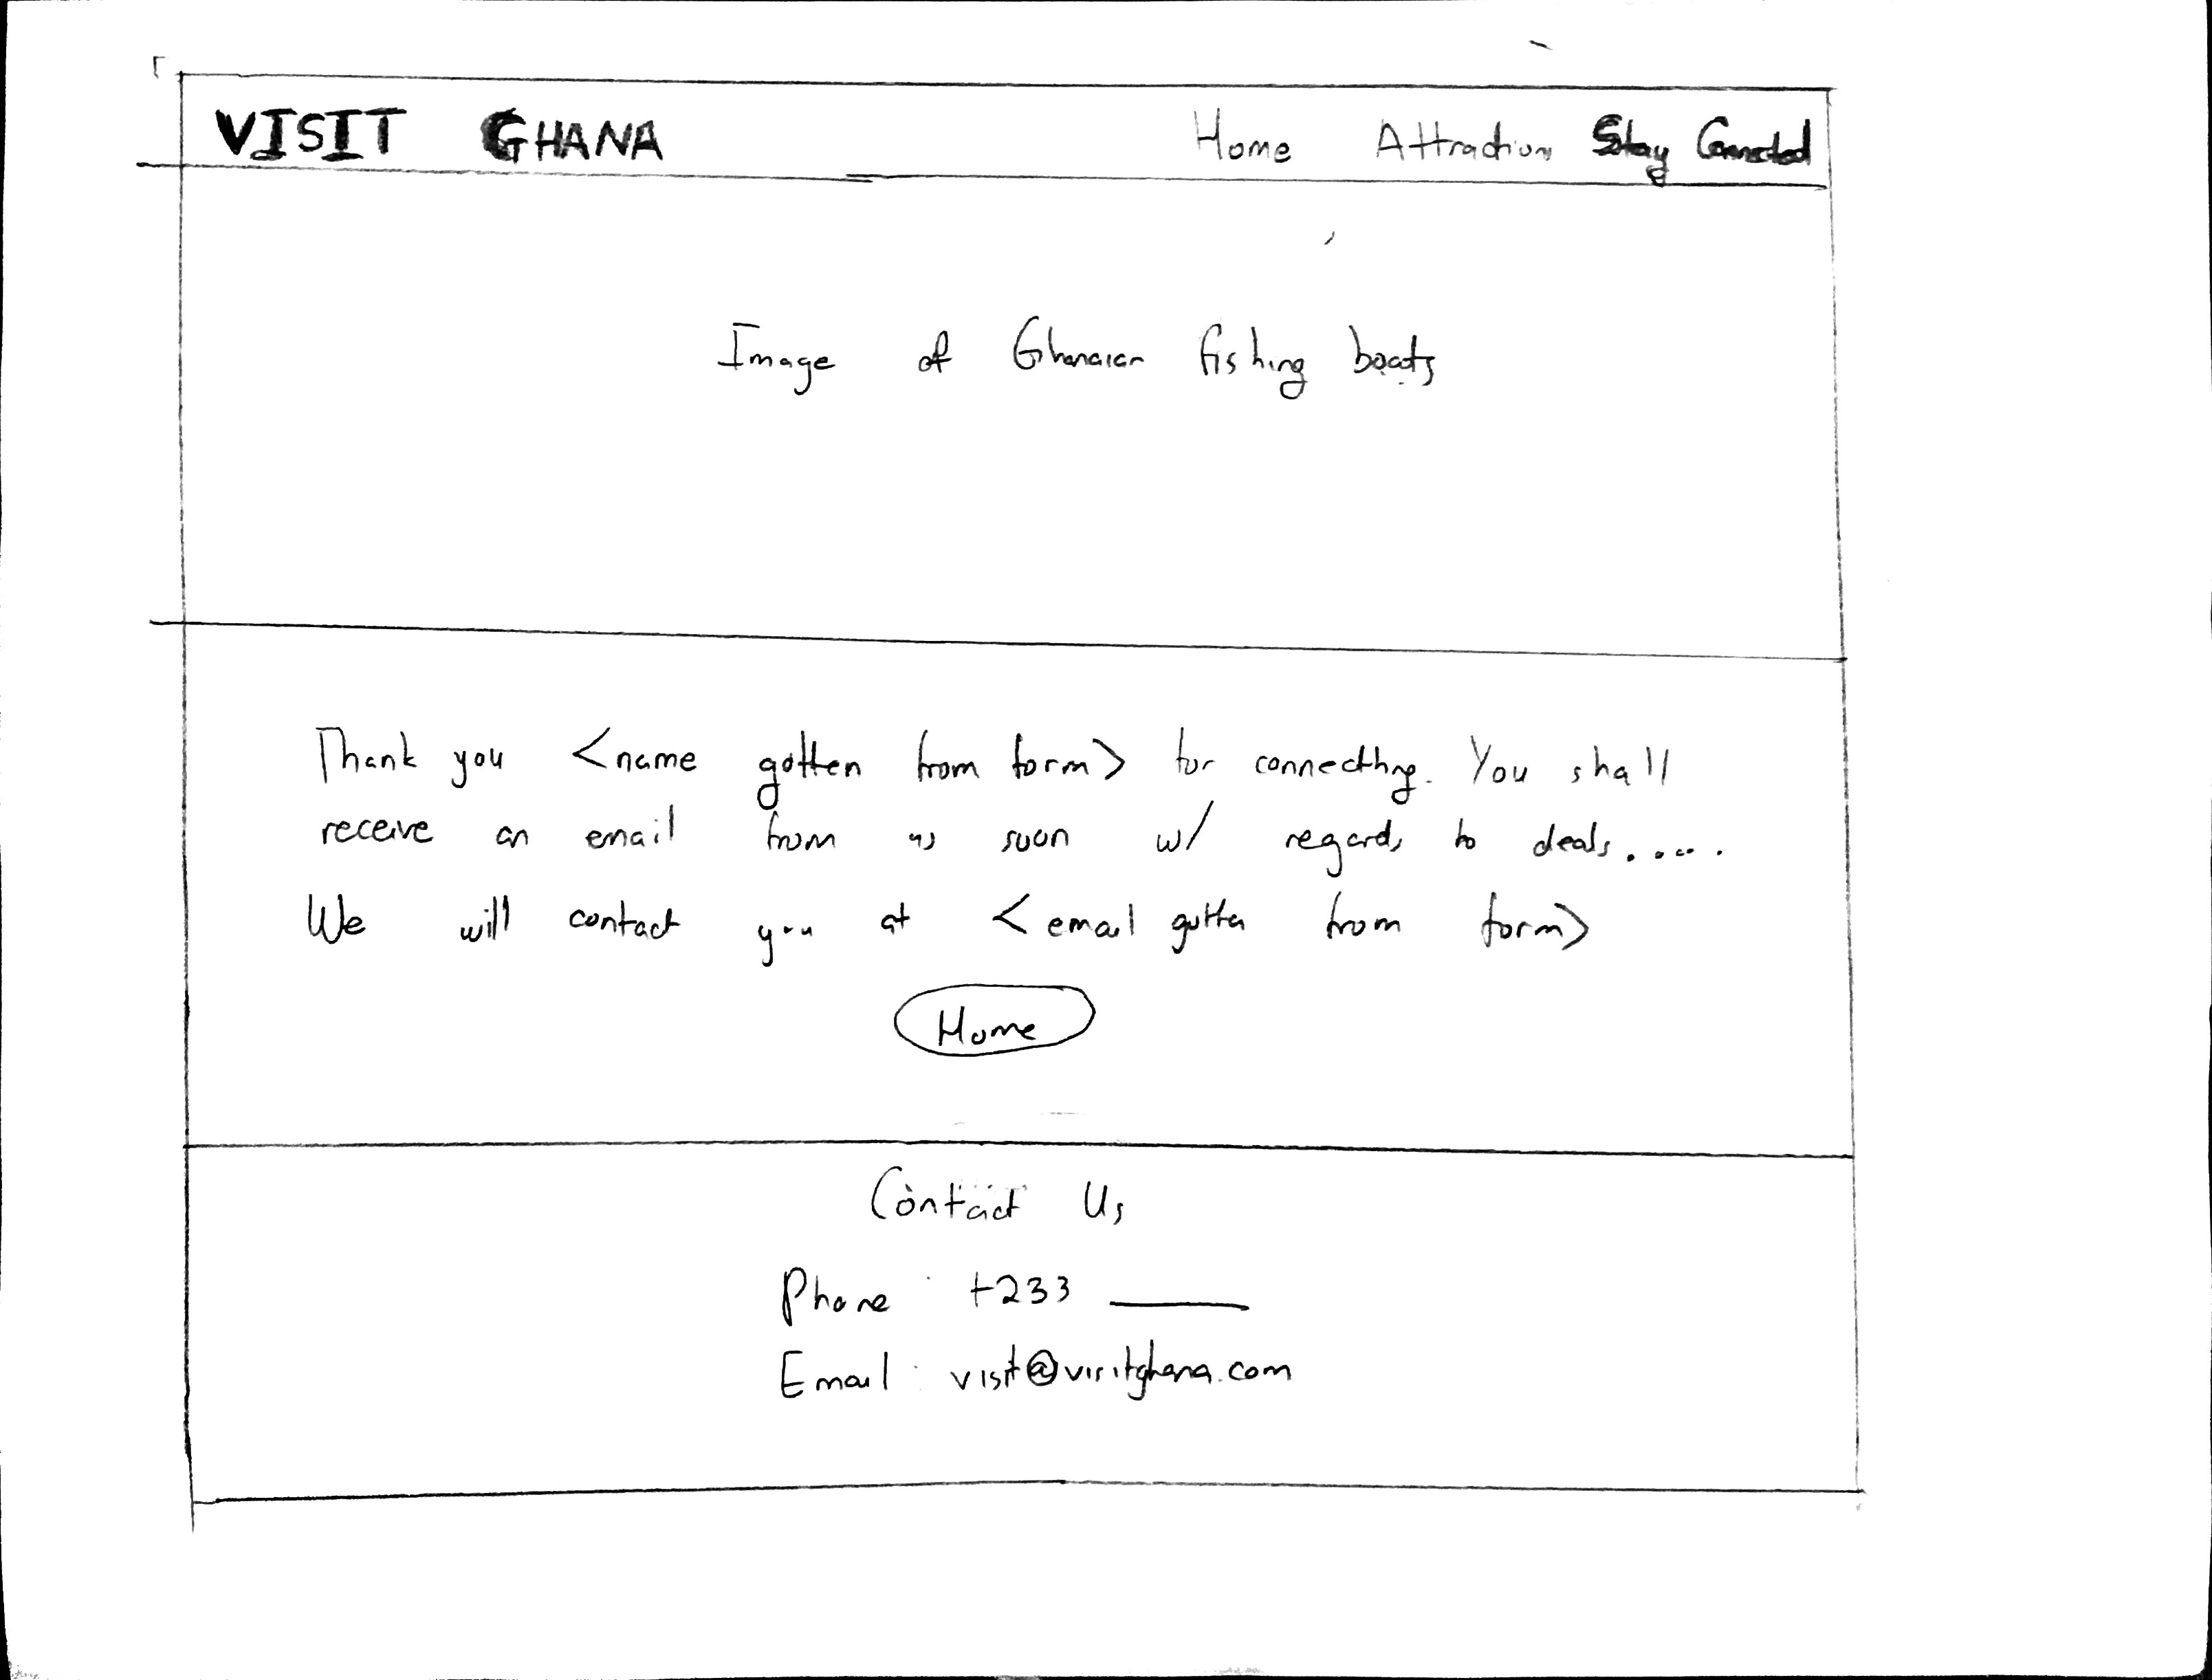 VISIT GHANA Home Attractions Stay Connected
Image of Ghanaian fishing boats
Thank you <name gotten from form> for connecting. You shall
receive an email from us soon w/ regards to deals.....
We will contact you at <email gotten from form>
Home
Contact Us
Phone : +233 ______
Email : visit@visitghana.com